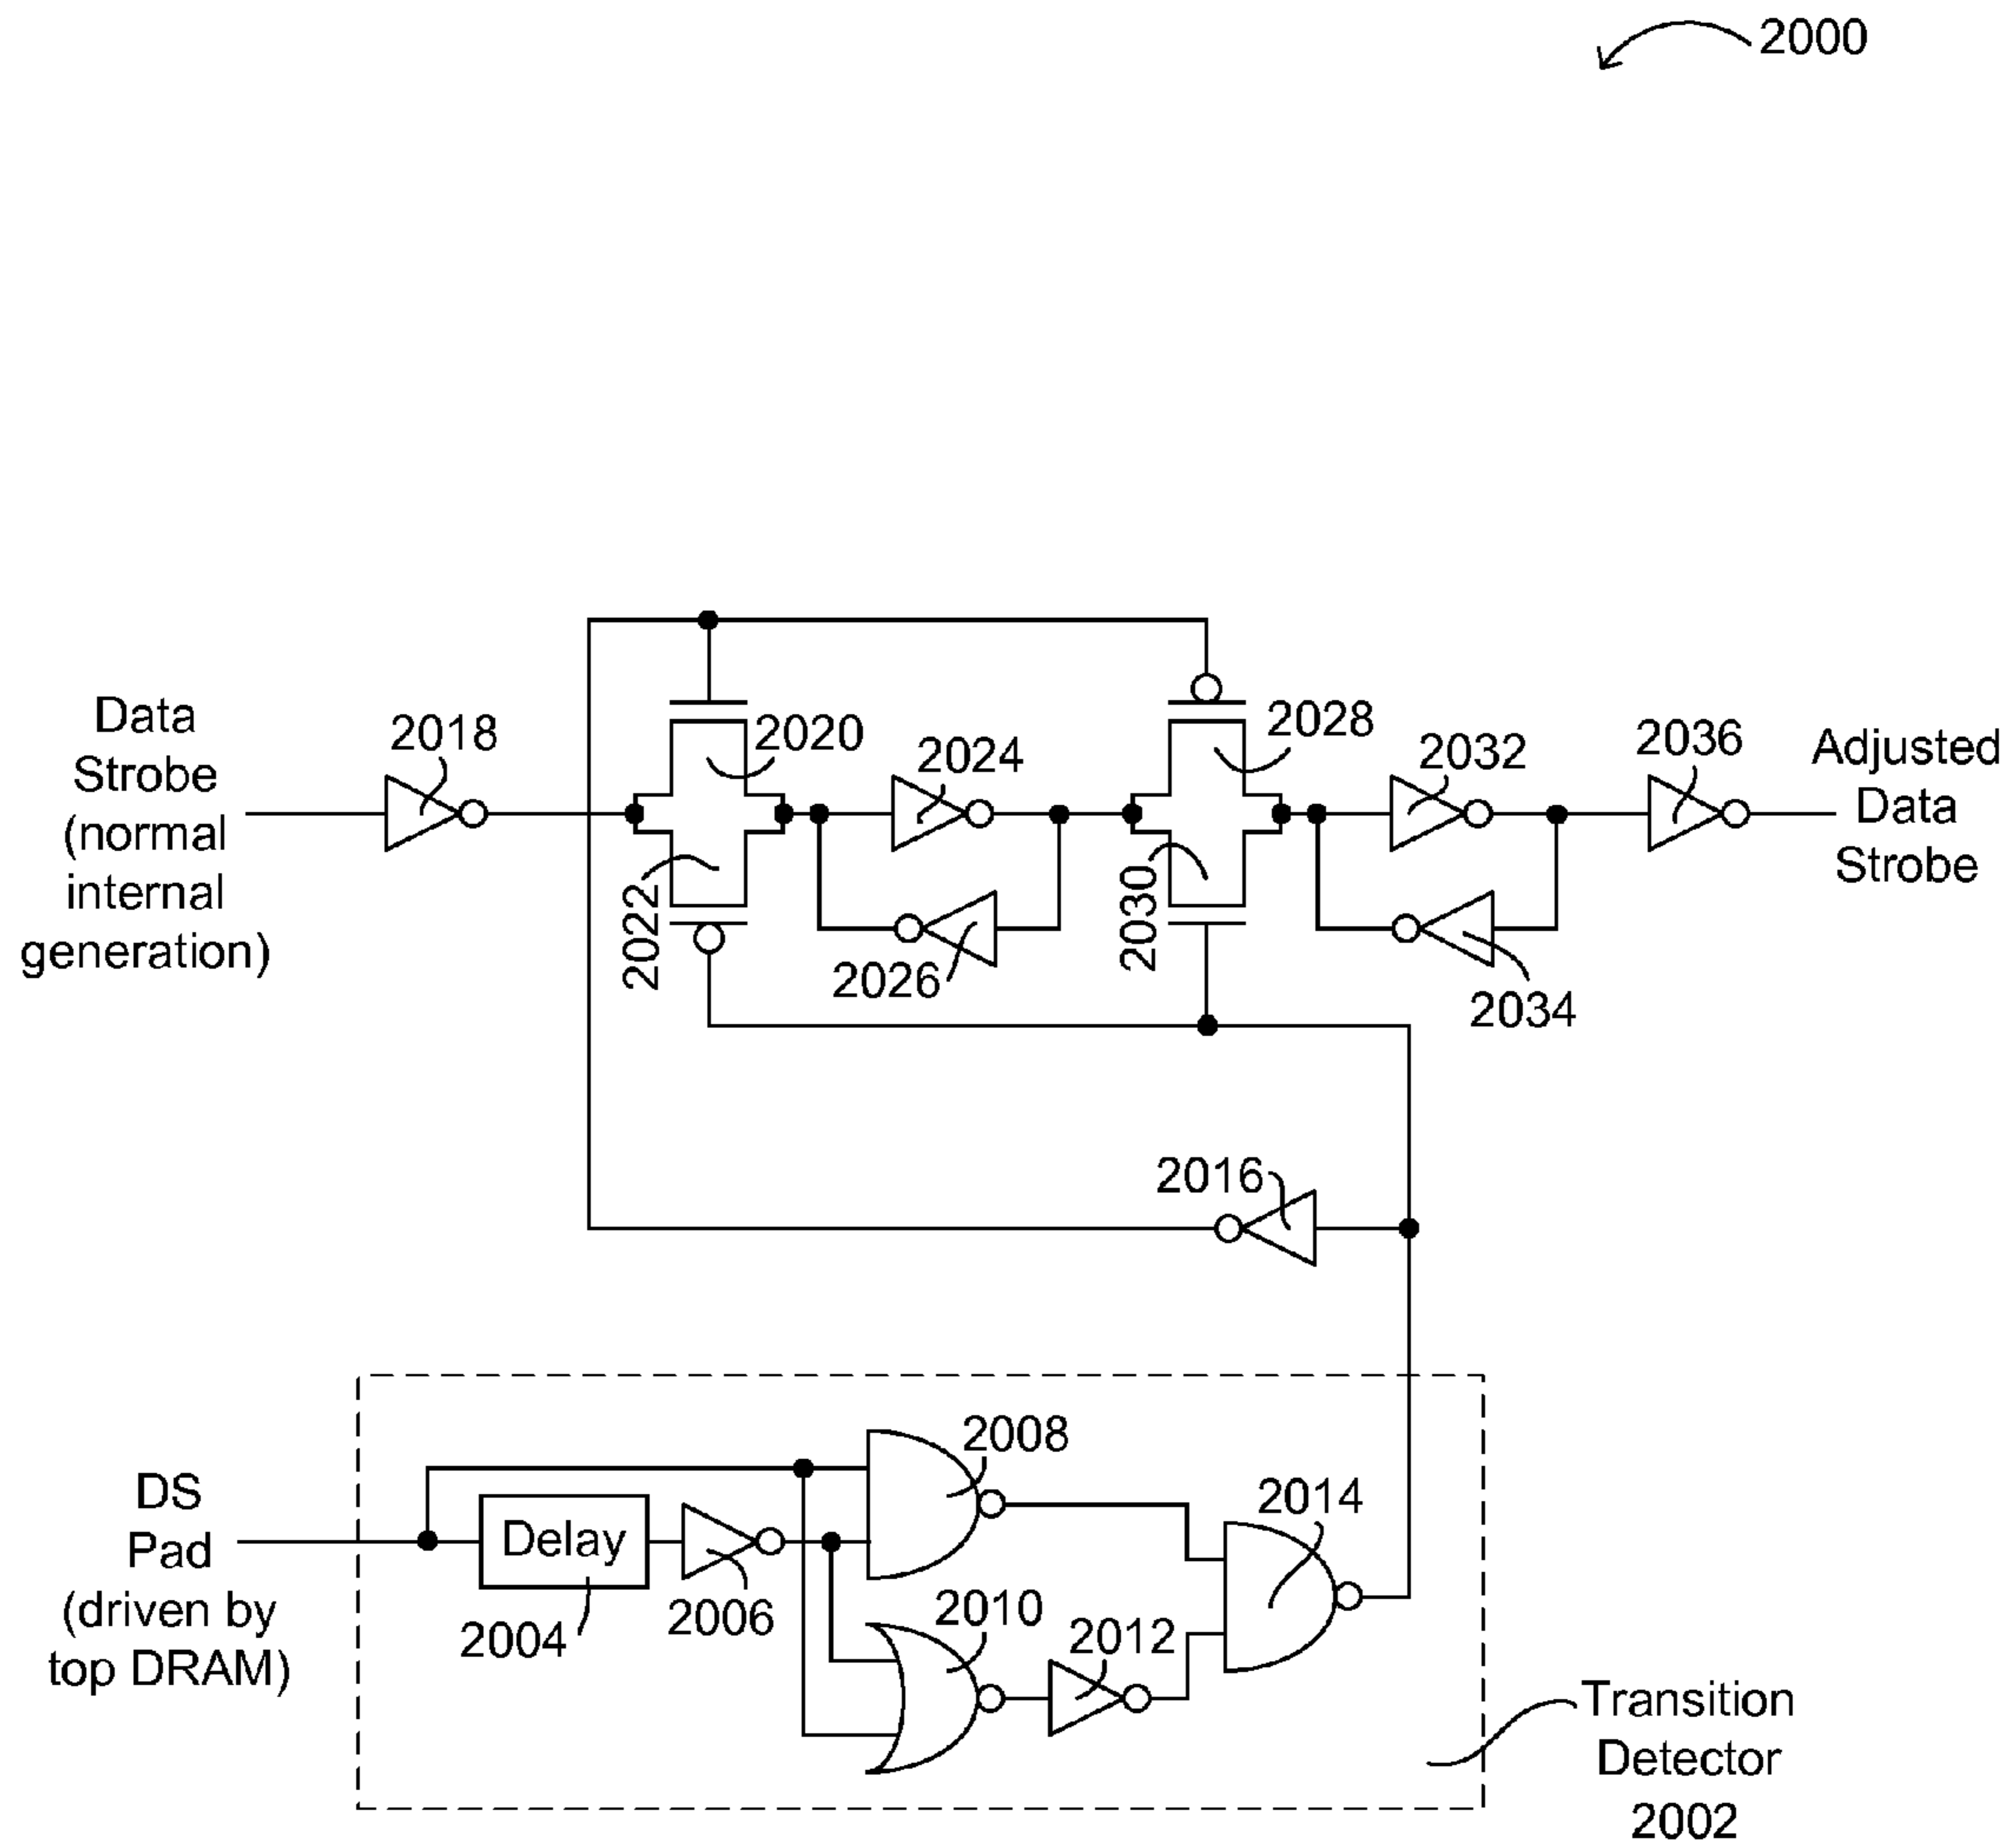 2000
Data
Strobe
(normal
internal
generation)
2018
2020
2022
2024
2026
2028
2030
2032
2034
2036
Adjusted
Data
Strobe
2016
DS
Pad
(driven by
top DRAM)
Delay
2004
2006
2008
2010
2012
2014
Transition
Detector
2002